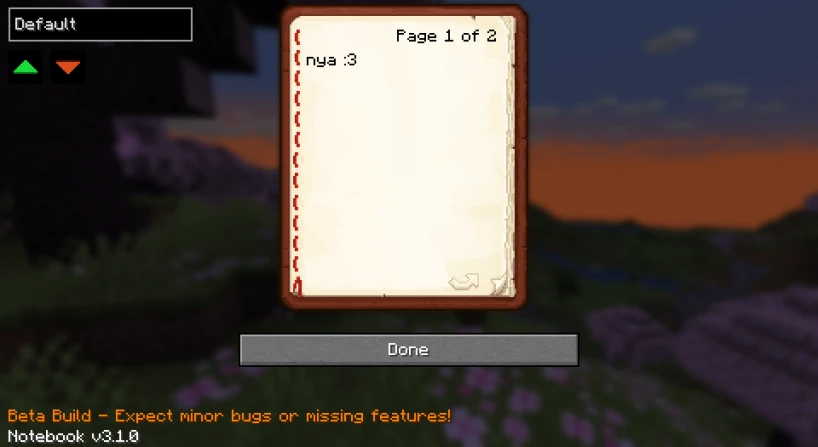 Default
Page 1 of 2
nya :3
Done
Beta Build - Expect minor bugs or missing features!
Notebook v3.1.0